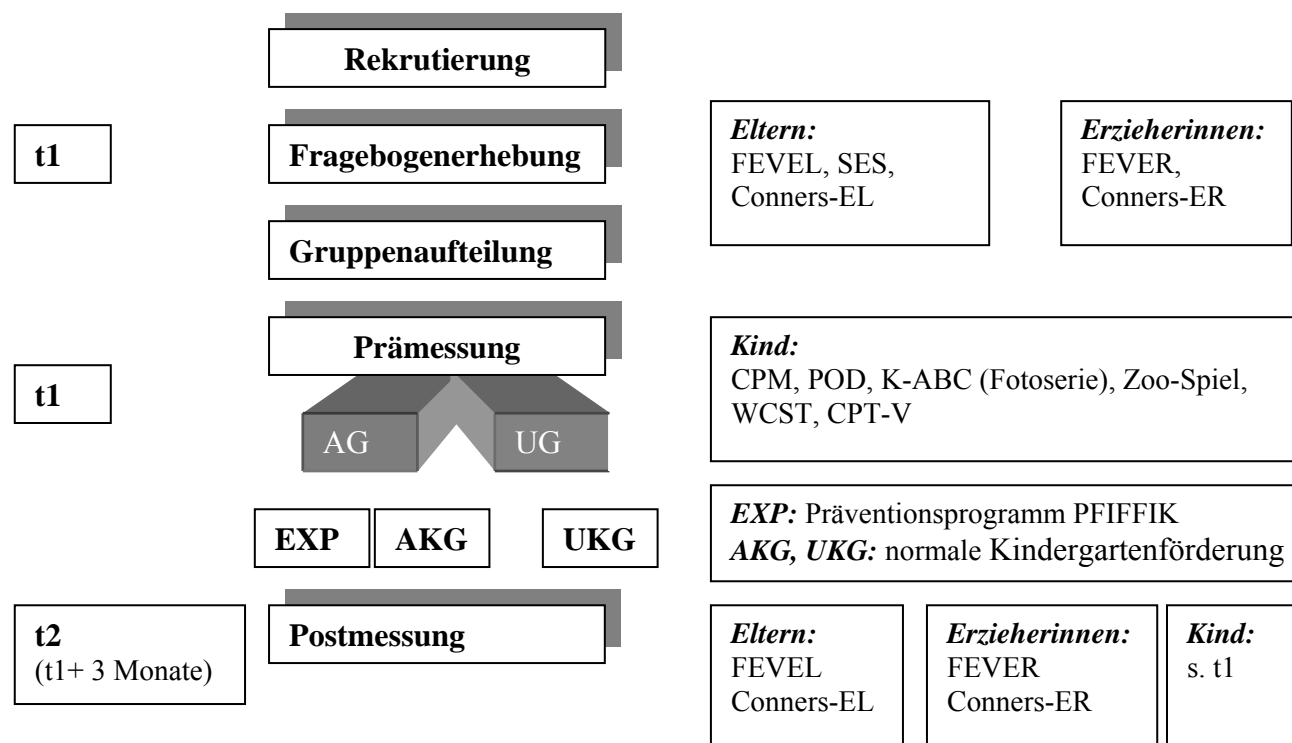 Rekrutierung
t1
Fragebogenerhebung
Eltern:
FEVEL, SES,
Conners-EL
Erzieherinnen:
FEVER,
Conners-ER
Gruppenaufteilung
Prämessung
t1
Kind:
CPM, POD, K-ABC (Fotoserie), Zoo-Spiel,
WCST, CPT-V
AG
UG
EXP
AKG
UKG
EXP: Präventionsprogramm PFIFFIK
AKG, UKG: normale Kindergartenförderung
t2
(t1+ 3 Monate)
Postmessung
Eltern:
FEVEL
Conners-EL
Erzieherinnen:
FEVER
Conners-ER
Kind:
s. t1